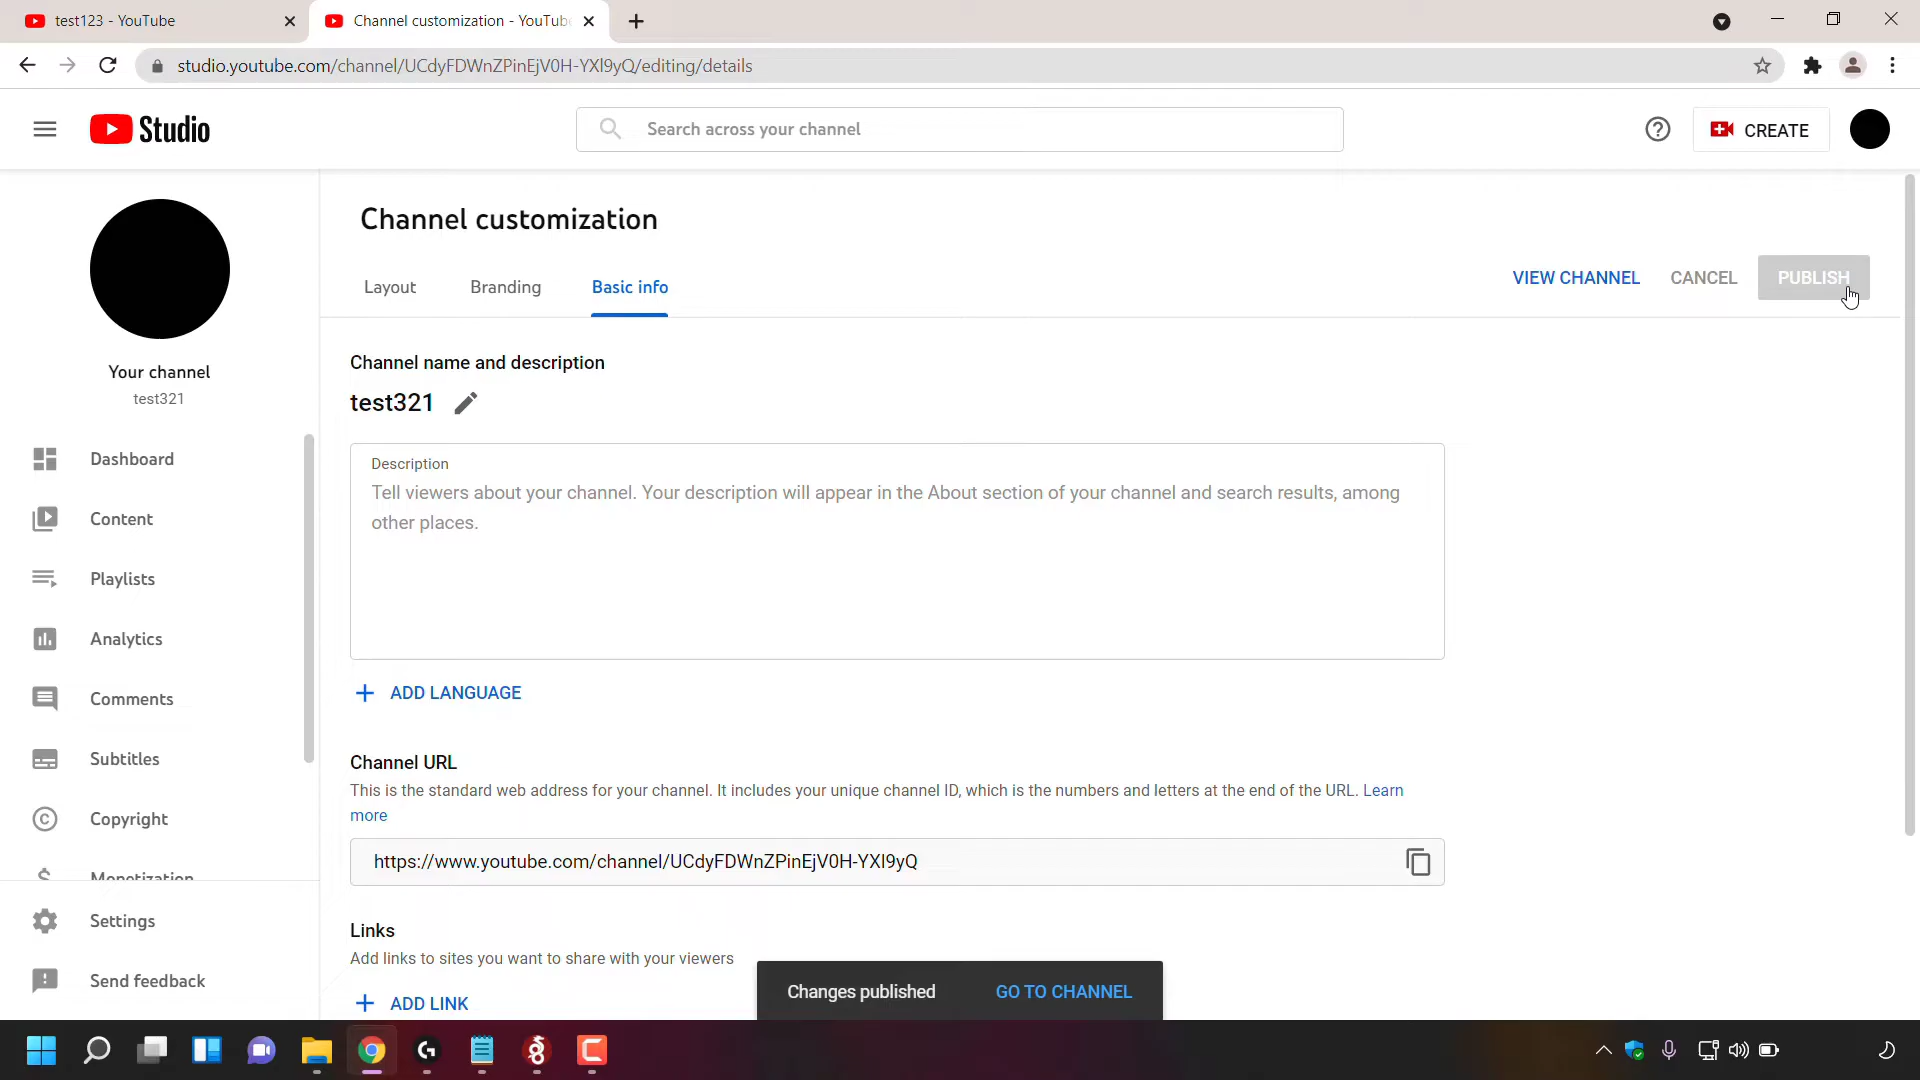 test123 - YouTube
Channel customization - YouTub
studio.youtube.com/channel/UCdyFDWnZPinEjV0H-YXl9yQ/editing/details
Studio
Search across your channel
CREATE
Channel customization
Layout
Branding
Basic info
VIEW CHANNEL
CANCEL
PUBLISH
Your channel
test321
Dashboard
Content
Playlists
Analytics
Comments
Subtitles
Copyright
Monetization
Settings
Send feedback
Channel name and description
test321
Description
Tell viewers about your channel. Your description will appear in the About section of your channel and search results, among
other places.
ADD LANGUAGE
Channel URL
This is the standard web address for your channel. It includes your unique channel ID, which is the numbers and letters at the end of the URL. Learn
more
https://www.youtube.com/channel/UCdyFDWnZPinEjV0H-YXl9yQ
Links
Add links to sites you want to share with your viewers
ADD LINK
Changes published
GO TO CHANNEL